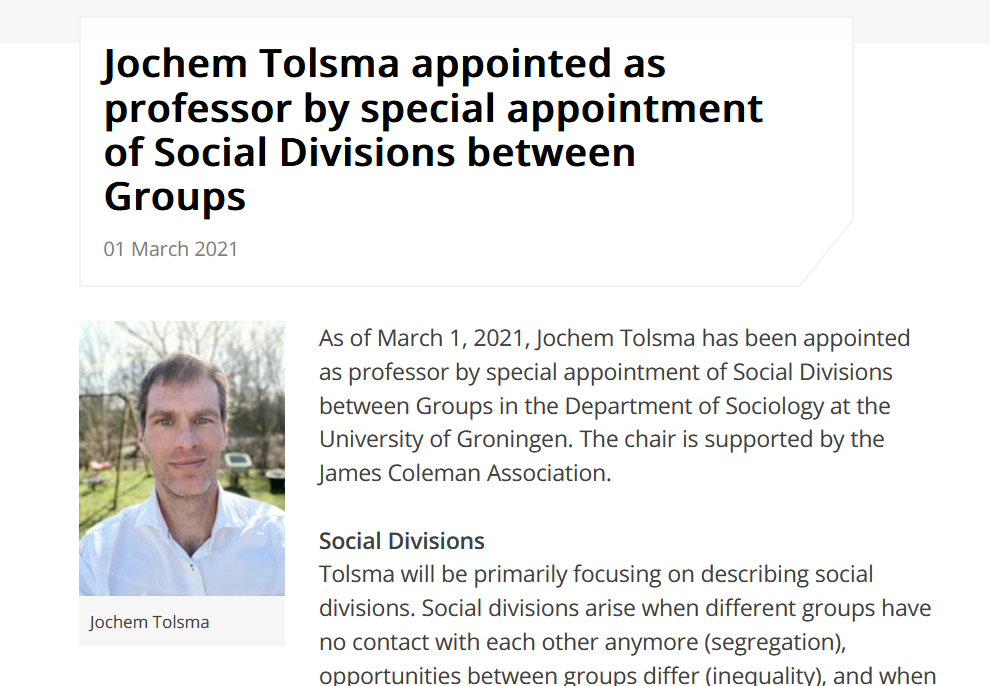 Jochem Tolsma appointed as
professor by special appointment
of Social Divisions between
Groups
01 March 2021
As of March 1, 2021, Jochem Tolsma has been appointed
as professor by special appointment of Social Divisions
between Groups in the Department of Sociology at the
University of Groningen. The chair is supported by the
James Coleman Association.
Social Divisions
Tolsma will be primarily focusing on describing social
divisions. Social divisions arise when different groups have
no contact with each other anymore (segregation),
opportunities between groups differ (inequality), and when
Jochem Tolsma